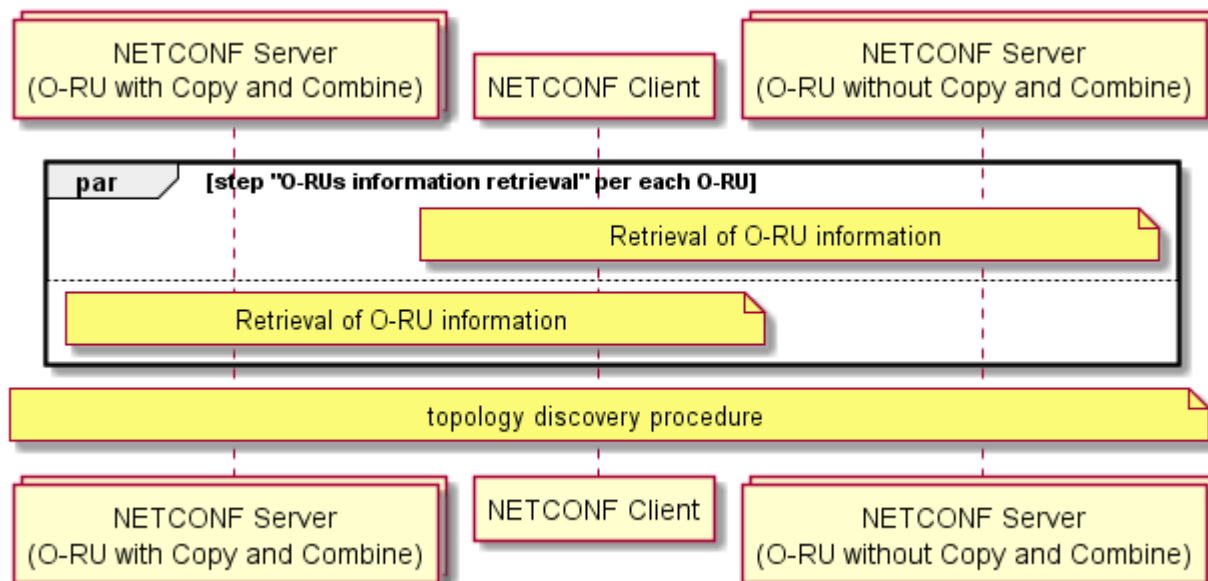 NETCONF Server
(O-RU with Copy and Combine)
NETCONF Client
NETCONF Server
(O-RU without Copy and Combine)
par
[step "O-RUs information retrieval" per each O-RU]
Retrieval of O-RU information
Retrieval of O-RU information
topology discovery procedure
NETCONF Server
(O-RU with Copy and Combine)
NETCONF Client
NETCONF Server
(O-RU without Copy and Combine)